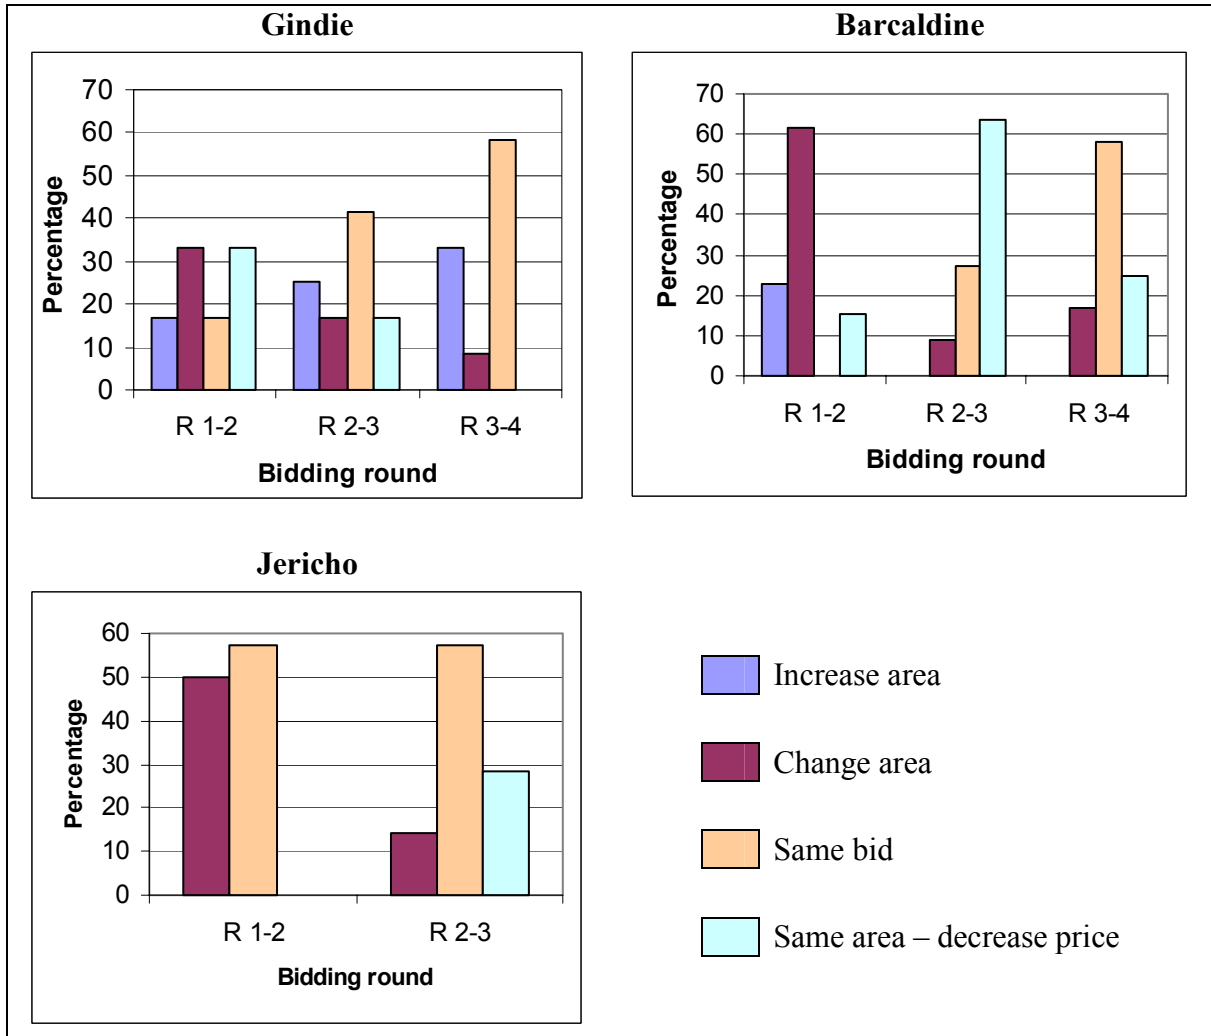 Gindie
Percentage
70
60
50
40
30
20
10
0
R 1-2 R 2-3 R 3-4
Bidding round
Barcaldine
Percentage
70
60
50
40
30
20
10
0
R 1-2 R 2-3 R 3-4
Bidding round
Jericho
Percentage
60
50
40
30
20
10
0
R 1-2 R 2-3
Bidding round
Increase area
Change area
Same bid
Same area – decrease price